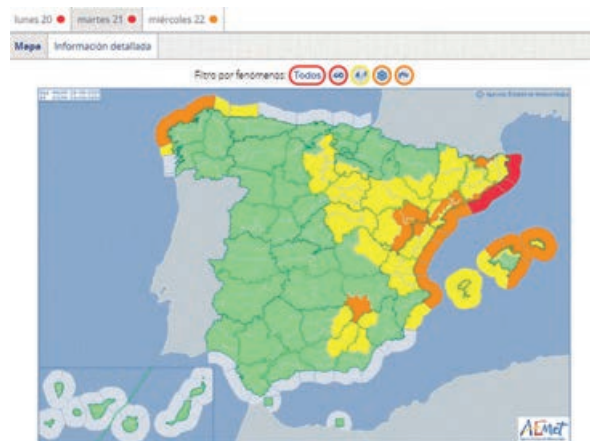 lunes 20 martes 21 miércoles 22
Mapa Información detallada
Filtro por fenómenos: Todos
AEmet